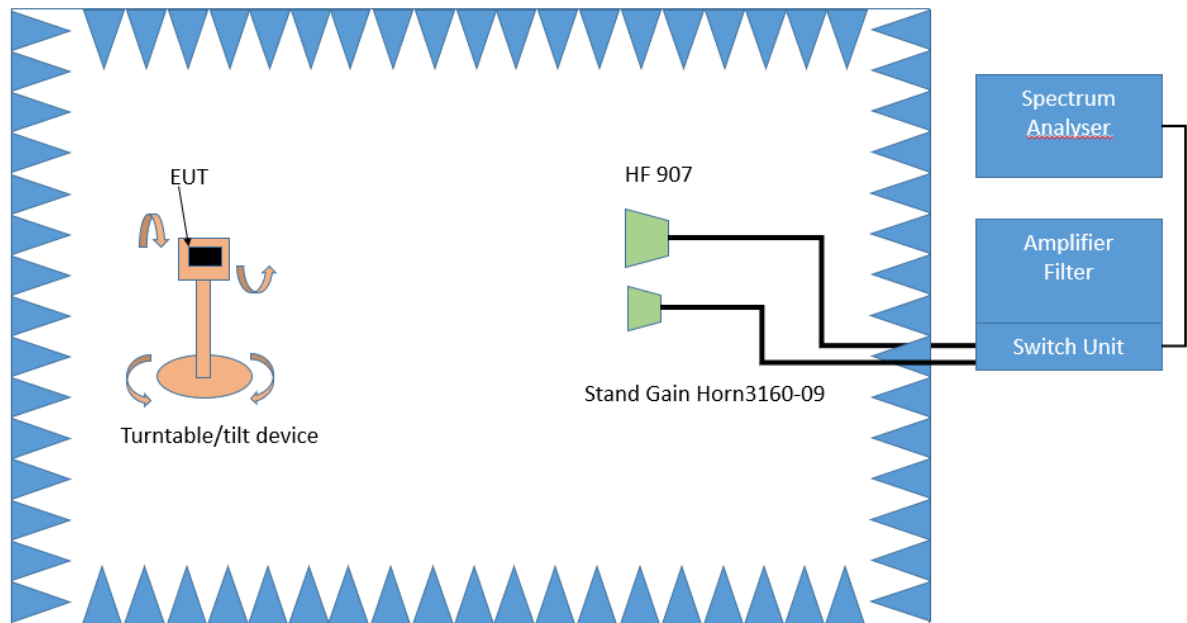 Spectrum
Analyser
EUT
HF 907
Amplifier
Filter
Switch Unit
Stand Gain Horn3160-09
Turntable/tilt device